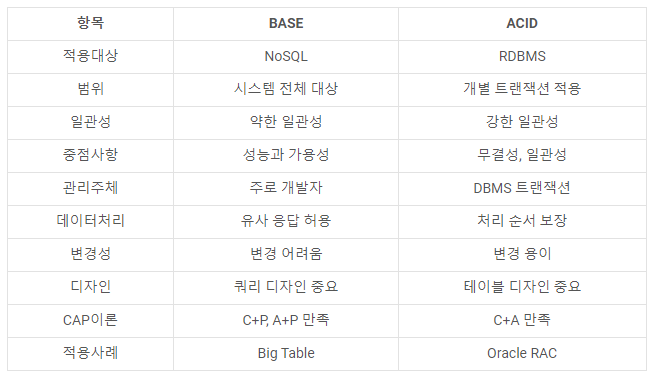 항목 BASE ACID
적용대상 NoSQL RDBMS
범위 시스템 전체 대상 개별 트랜잭션 적용
일관성 약한 일관성 강한 일관성
중점사항 성능과 가용성 무결성, 일관성
관리주체 주로 개발자 DBMS 트랜잭션
데이터처리 유사 응답 허용 처리 순서 보장
변경성 변경 어려움 변경 용이
디자인 쿼리 디자인 중요 테이블 디자인 중요
CAP이론 C+P, A+P 만족 C+A 만족
적용사례 Big Table Oracle RAC